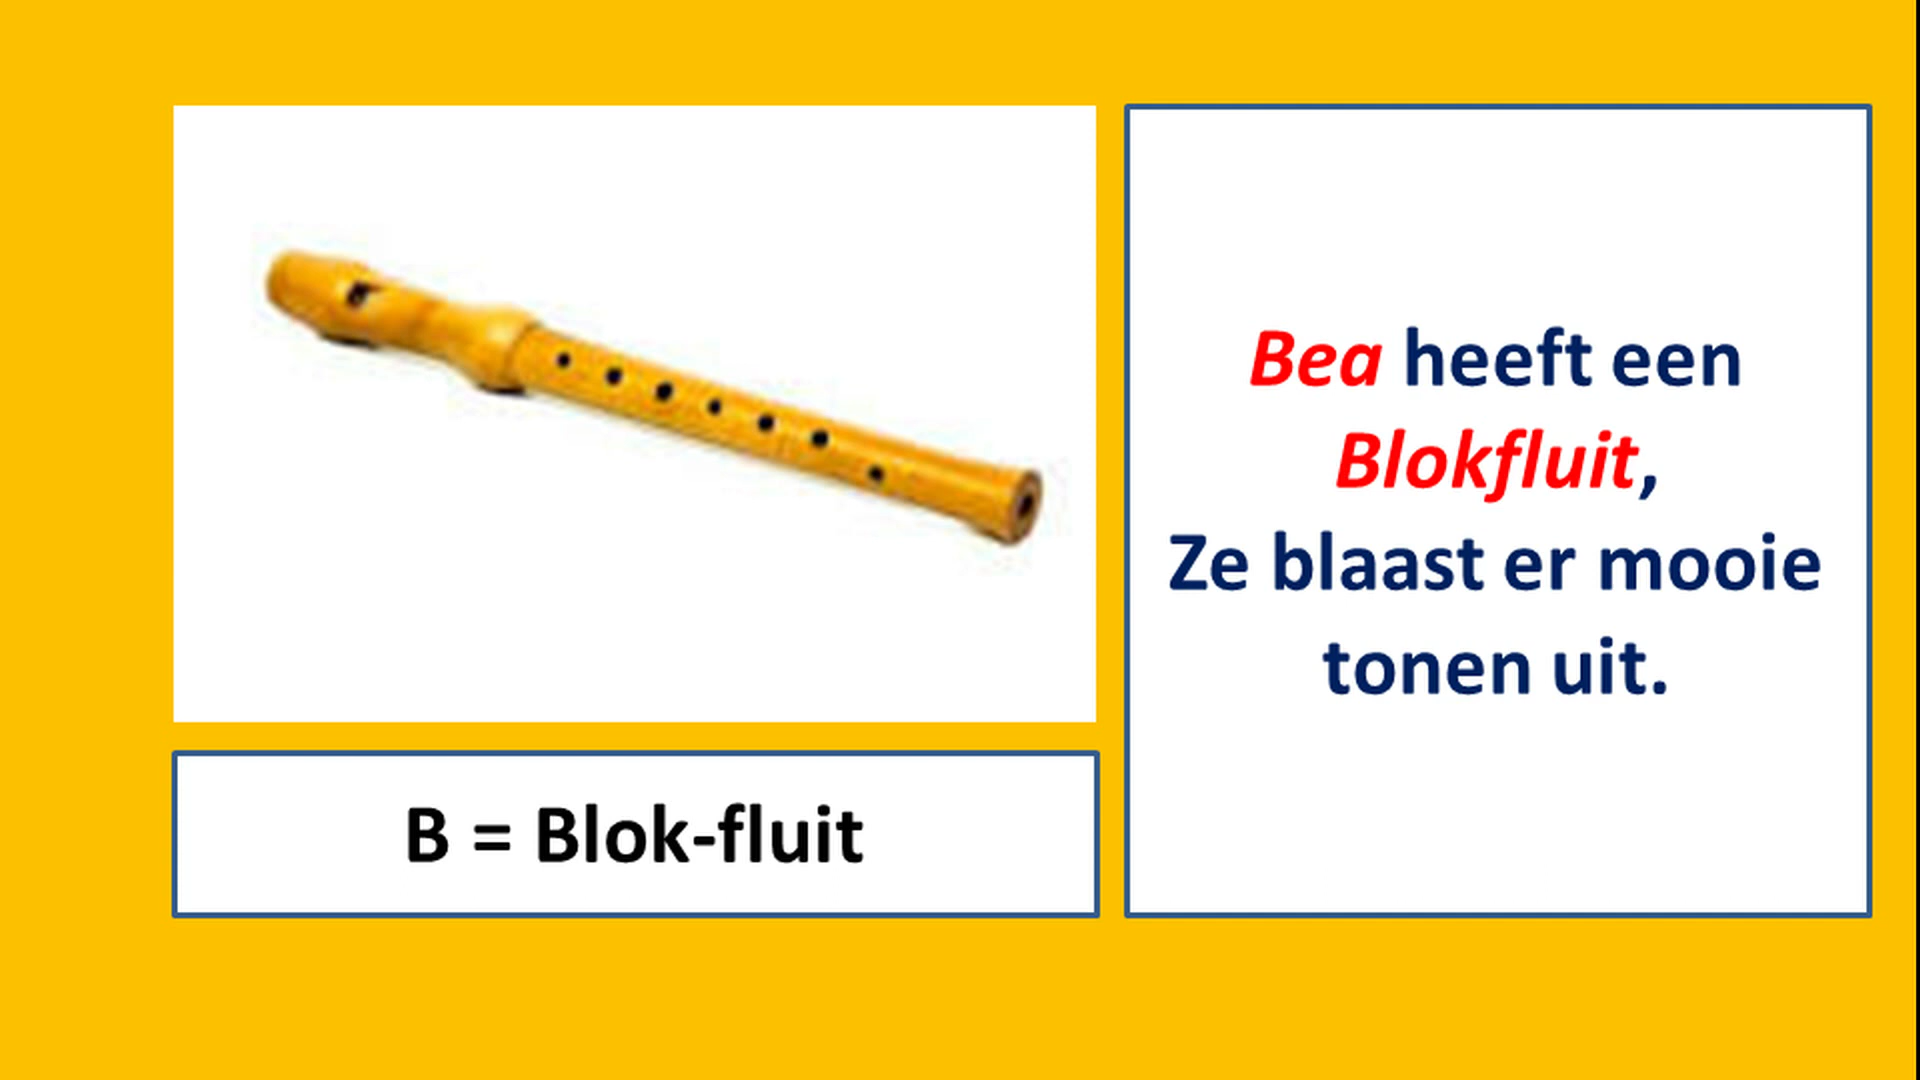 B = Blok-fluit
Bea heeft een
Blokfluit,
Ze blaast er mooie
tonen uit.